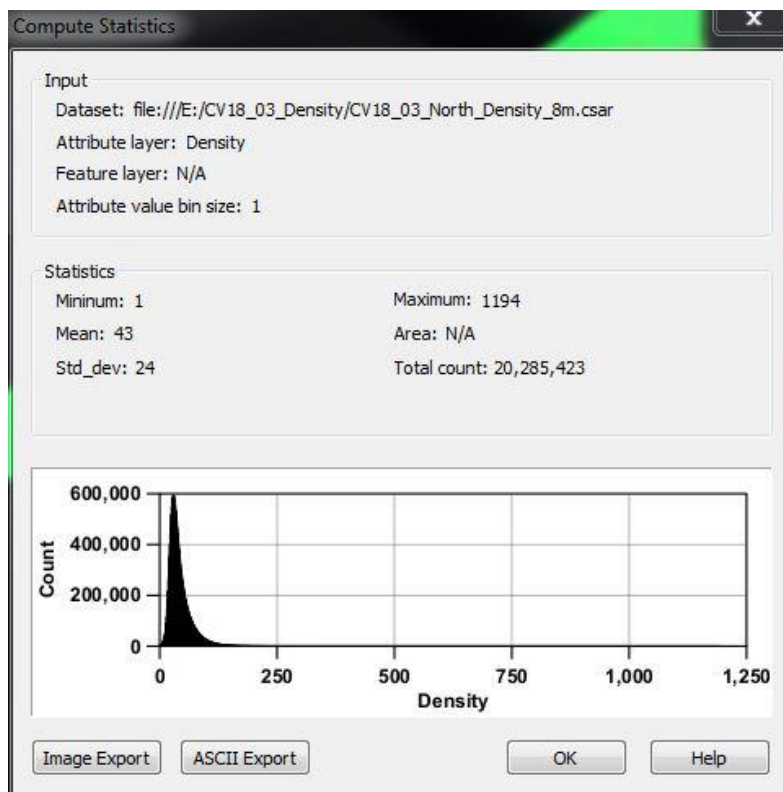 Compute Statistics
X
Input
Dataset: file:///E:/CV18_03_Density/CV18_03_North_Density_8m.csar
Attribute layer: Density
Feature layer: N/A
Attribute value bin size: 1
Statistics
Mininum: 1
Maximum: 1194
Mean: 43
Area: N/A
Std_dev: 24
Total count: 20,285,423
600,000
400,000
200,000
0
Count
0 250 500 750 1,000 1,250
Density
Image Export
ASCII Export
OK
Help